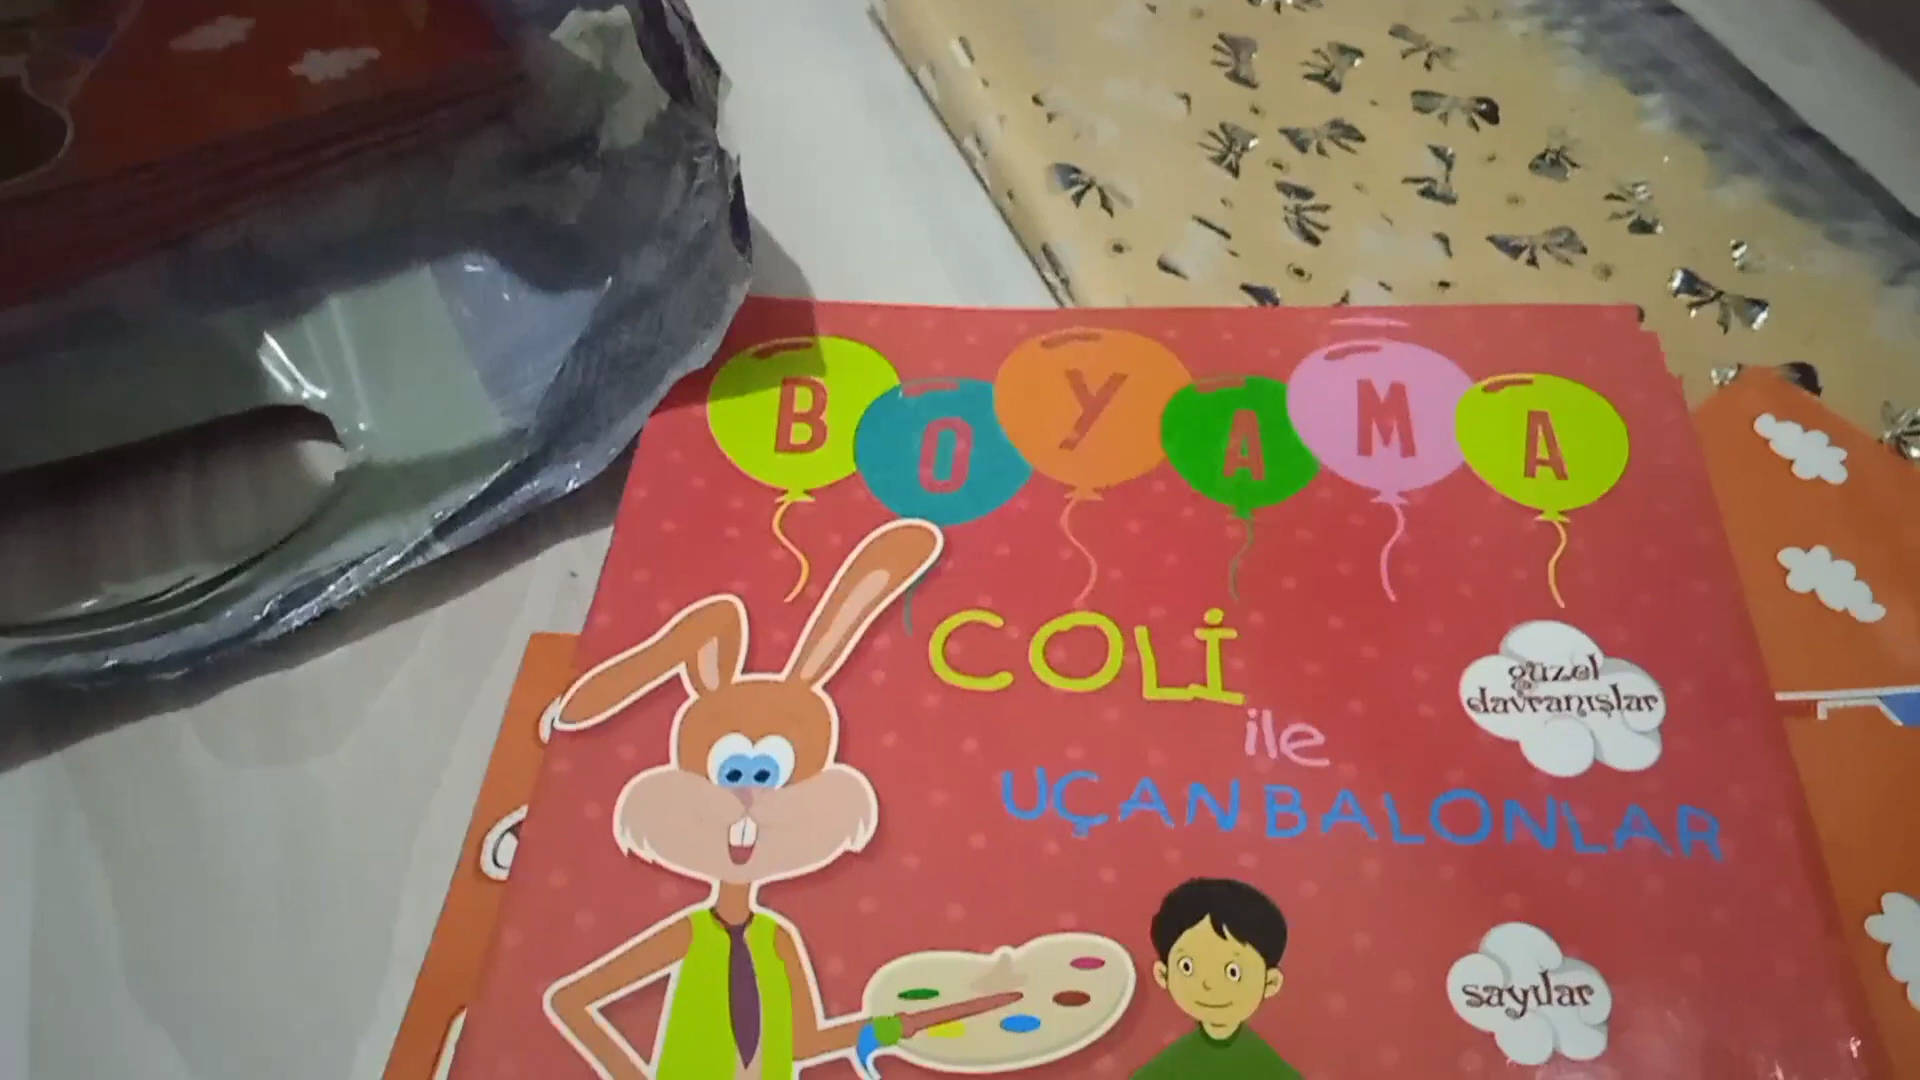 BOYAMA
COLİ
ile
UÇAN BALONLAR
güzel
davranışlar
sayılar